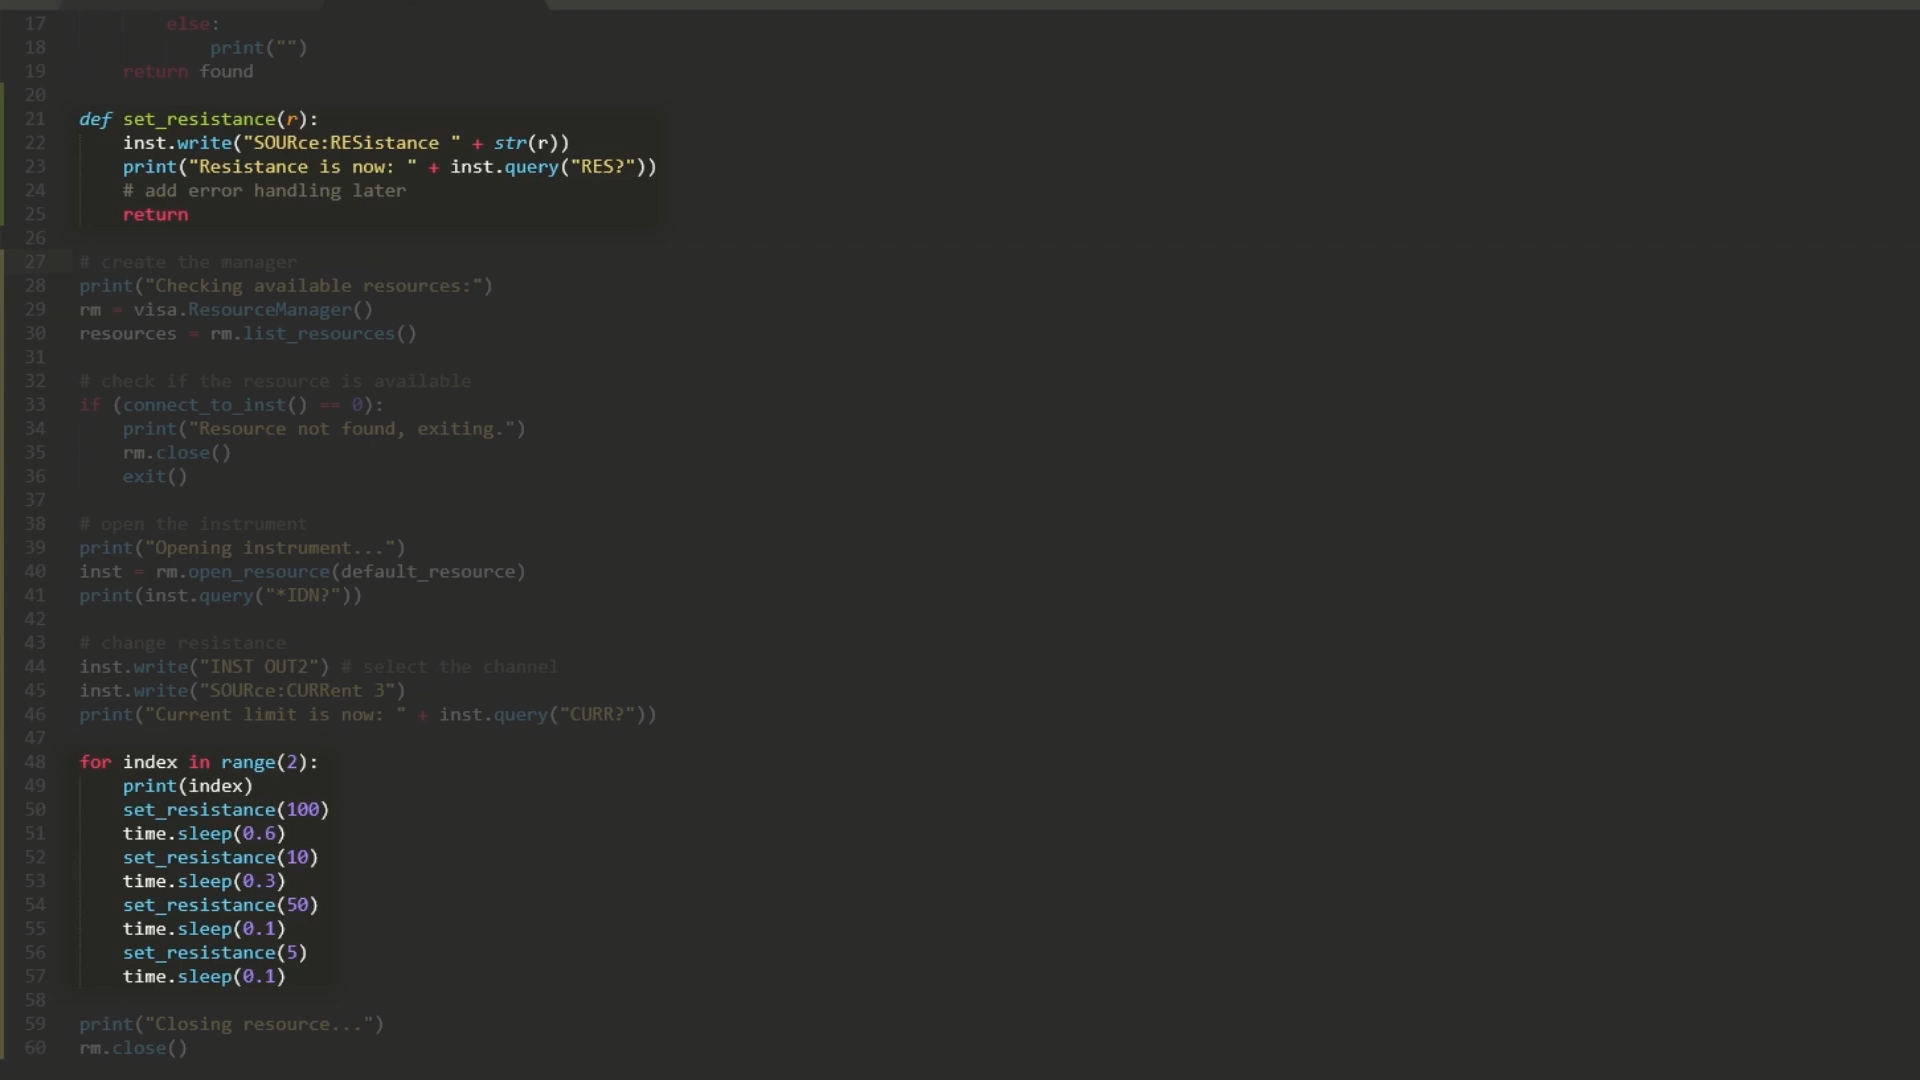 17 else:
18 print("")
19 return found
20
21 def set_resistance(r):
22 inst.write("SOURce:RESistance " + str(r))
23 print("Resistance is now: " + inst.query("RES?"))
24 # add error handling later
25 return
26
27 # create the manager
28 print("Checking available resources:")
29 rm = visa.ResourceManager()
30 resources = rm.list_resources()
31
32 # check if the resource is available
33 if (connect_to_inst() == 0):
34 print("Resource not found, exiting.")
35 rm.close()
36 exit()
37
38 # open the instrument
39 print("Opening instrument...")
40 inst = rm.open_resource(default_resource)
41 print(inst.query("*IDN?"))
42
43 # change resistance
44 inst.write("INST OUT2") # select the channel
45 inst.write("SOURce:CURRent 3")
46 print("Current limit is now: " + inst.query("CURR?"))
47
48 for index in range(2):
49 print(index)
50 set_resistance(100)
51 time.sleep(0.6)
52 set_resistance(10)
53 time.sleep(0.3)
54 set_resistance(50)
55 time.sleep(0.1)
56 set_resistance(5)
57 time.sleep(0.1)
58
59 print("Closing resource...")
60 rm.close()